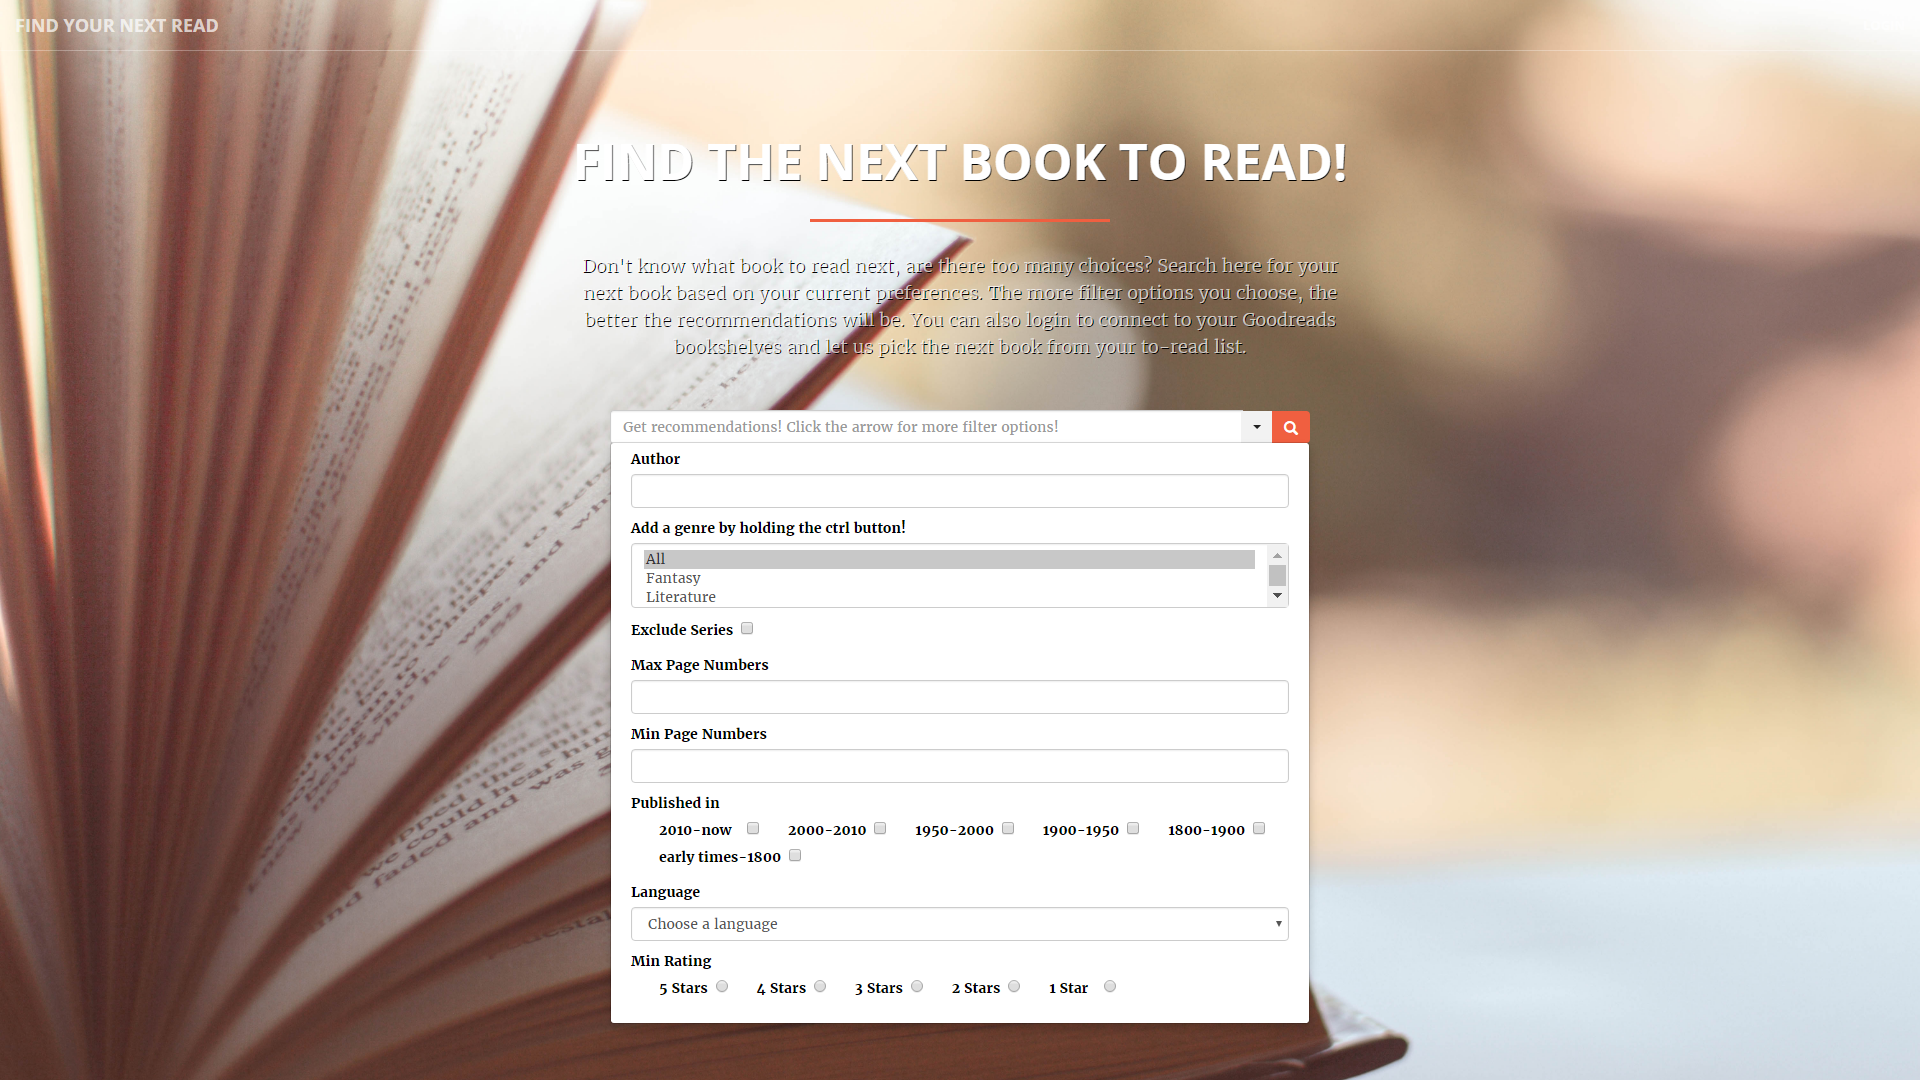 FIND YOUR NEXT READ
FIND THE NEXT BOOK TO READ!
Don't know what book to read next, are there too many choices? Search here for your
next book based on your current preferences. The more filter options you choose, the
better the recommendations will be. You can also login to connect to your Goodreads
bookshelves and let us pick the next book from your to-read list.
Get recommendations! Click the arrow for more filter options!
Author
Add a genre by holding the ctrl button!
All
Fantasy
Literature
Exclude Series
Max Page Numbers
Min Page Numbers
Published in
2010-now 2000-2010 1950-2000 1900-1950 1800-1900
early times-1800
Language
Choose a language
Min Rating
5 Stars 4 Stars 3 Stars 2 Stars 1 Star